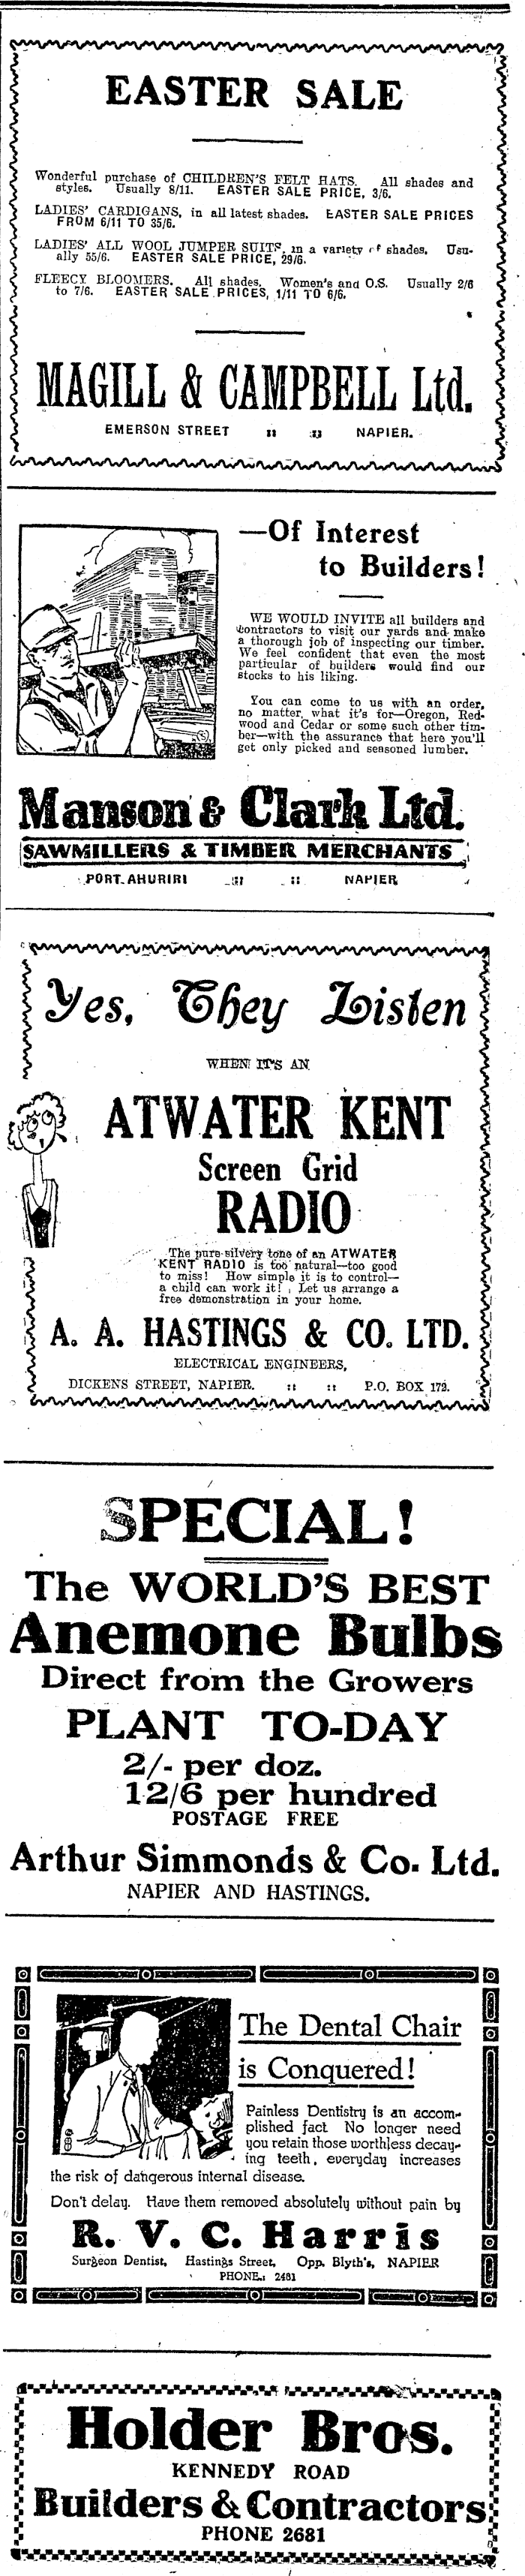 EASTER SALE
Wonderful purchase of CHILDREN'S FELT HATS. All shades and
styles. Usually 8/11. EASTER SALE PRICE, 3/6.
LADIES' CARDIGANS, in all latest shades. EASTER SALE PRICES
FROM 6/11 TO 35/6.
LADIES' ALL WOOL JUMPER SUITS, in a variety of shades. Usu-
ally 55/6. EASTER SALE PRICE, 29/6.
FLEECY BLOOMERS. All shades. Women's and O.S. Usually 2/6
to 7/6. EASTER SALE PRICES, 1/11 TO 6/6.
MAGILL & CAMPBELL Ltd.
EMERSON STREET :: :: NAPIER.
—Of Interest
to Builders!
WE WOULD INVITE all builders and
contractors to visit our yards and make
a thorough job of inspecting our timber.
We feel confident that even the most
particular of builders would find our
stocks to his liking.
You can come to us with an order,
no matter what it's for—Oregon, Red-
wood and Cedar or some such other tim-
ber—with the assurance that here you'll
get only picked and seasoned lumber.
Manson & Clark Ltd.
SAWMILLERS & TIMBER MERCHANTS
PORT AHURIRI :: :: NAPIER
Yes, They Listen
WHEN IT'S AN
ATWATER KENT
Screen Grid
RADIO
The pure silvery tone of an ATWATER
KENT RADIO is too natural—too good
to miss! How simple it is to control—
a child can work it! Let us arrange a
free demonstration in your home.
A. A. HASTINGS & CO. LTD.
ELECTRICAL ENGINEERS,
DICKENS STREET, NAPIER. :: :: P.O. BOX 172.
SPECIAL!
The WORLD'S BEST
Anemone Bulbs
Direct from the Growers
PLANT TO-DAY
2/- per doz.
12/6 per hundred
POSTAGE FREE
Arthur Simmonds & Co. Ltd.
NAPIER AND HASTINGS.
The Dental Chair
is Conquered!
Painless Dentistry is an accom-
plished fact No longer need
you retain those worthless decay-
ing teeth, everyday increases
the risk of dangerous internal disease.
Don't delay. Have them removed absolutely without pain by
R. V. C. Harris
Surgeon Dentist, Hastings Street, Opp. Blyth's, NAPIER
PHONE: 2481
Holder Bros.
KENNEDY ROAD
Builders & Contractors
PHONE 2681